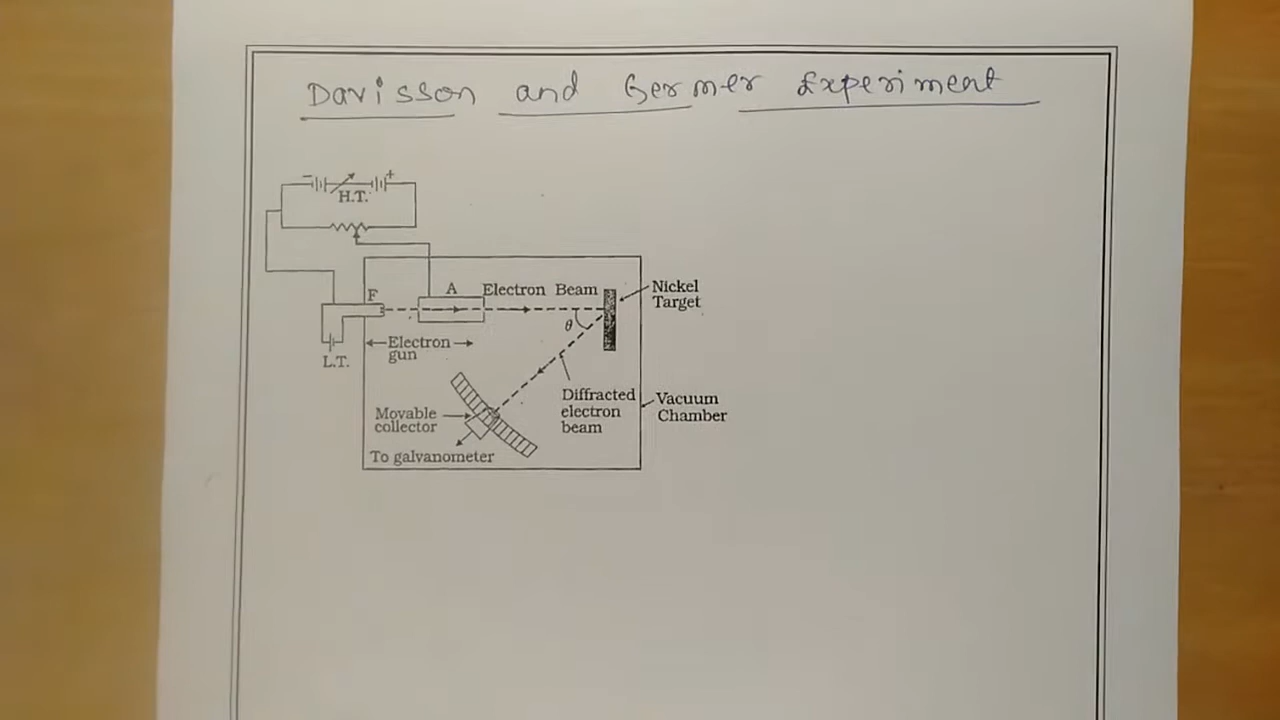 Davisson and Germer Experiment
− +
H.T.
F A Electron Beam
Nickel
Target
θ
L.T.
Electron
gun
Diffracted
electron
beam
Vacuum
Chamber
Movable
collector
To galvanometer